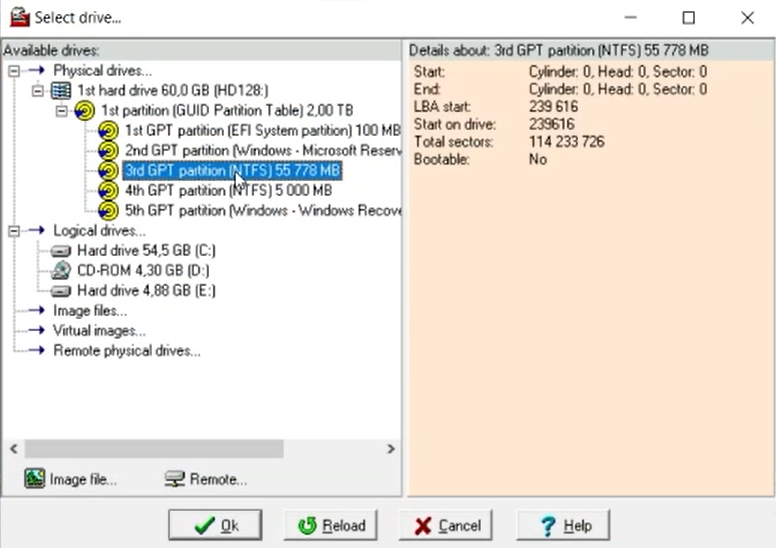 Select drive...
Available drives:
Physical drives...
1st hard drive 60,0 GB (HD128:)
1st partition (GUID Partition Table) 2,00 TB
1st GPT partition (EFI System partition) 100 MB
2nd GPT partition (Windows - Microsoft Reserv
3rd GPT partition (NTFS) 55 778 MB
4th GPT partition (NTFS) 5 000 MB
5th GPT partition (Windows - Windows Recove
Logical drives...
Hard drive 54,5 GB (C:)
CD-ROM 4,30 GB (D:)
Hard drive 4,88 GB (E:)
Image files...
Virtual images...
Remote physical drives...
Image file...
Remote...
Details about: 3rd GPT partition (NTFS) 55 778 MB
Start: Cylinder: 0, Head: 0, Sector: 0
End: Cylinder: 0, Head: 0, Sector: 0
LBA start: 239 616
Start on drive: 239616
Total sectors: 114 233 726
Bootable: No
Ok
Reload
Cancel
Help